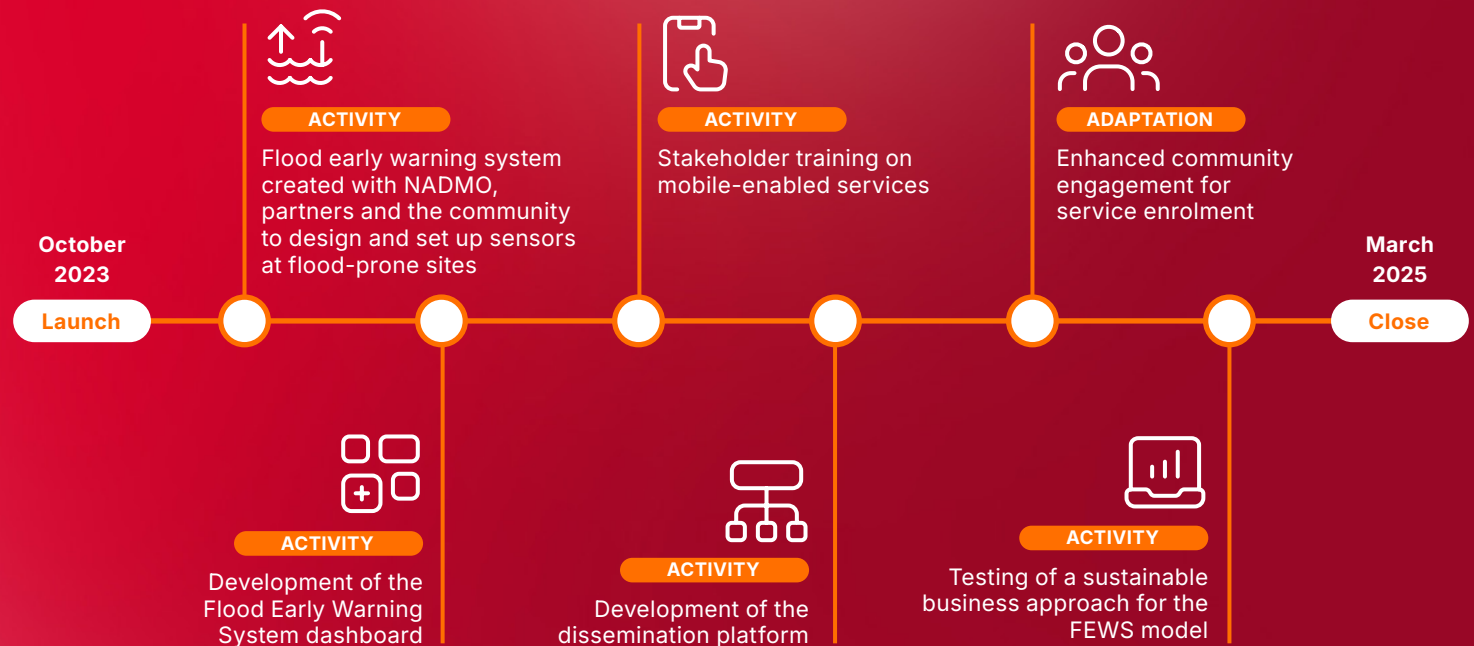 October
2023
Launch
ACTIVITY
Flood early warning system
created with NADMO,
partners and the community
to design and set up sensors
at flood-prone sites
ACTIVITY
Development of the
Flood Early Warning
System dashboard
ACTIVITY
Stakeholder training on
mobile-enabled services
ACTIVITY
Development of the
dissemination platform
ADAPTATION
Enhanced community
engagement for
service enrolment
ACTIVITY
Testing of a sustainable
business approach for the
FEWS model
March
2025
Close